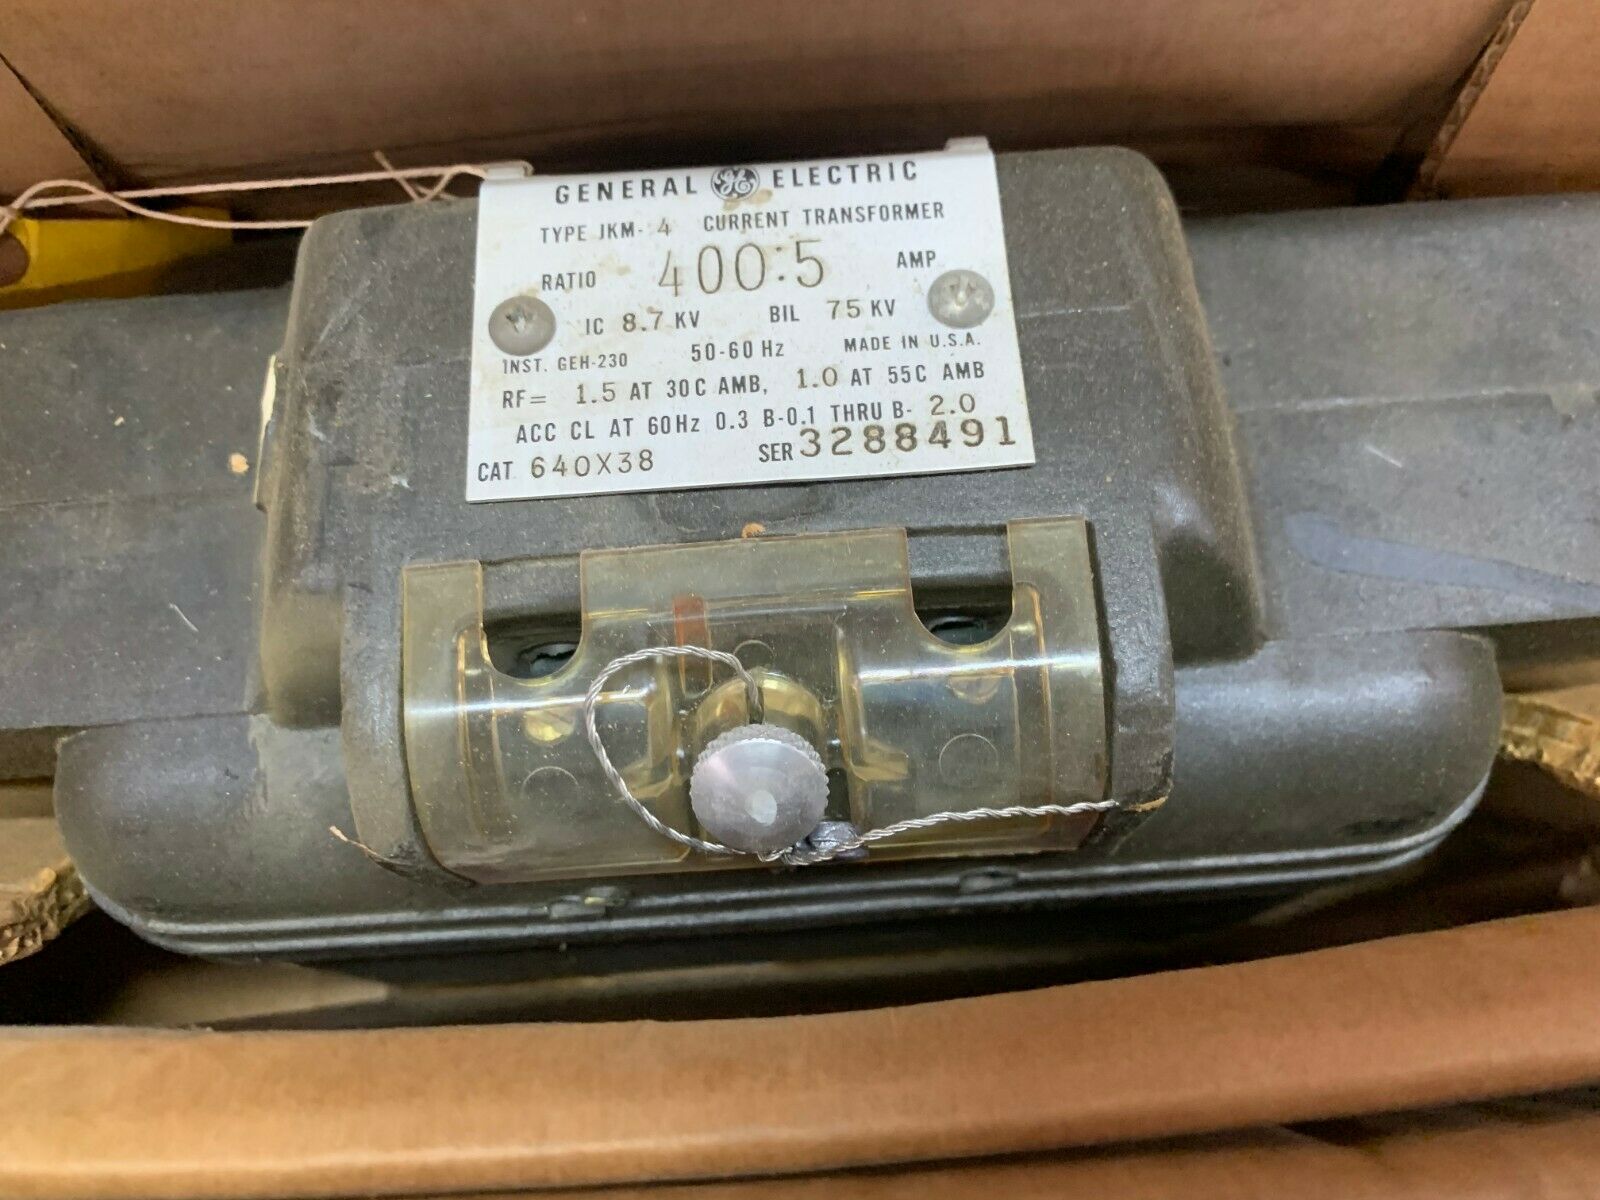 GENERAL GE ELECTRIC
TYPE JKM- 4 CURRENT TRANSFORMER
RATIO 400:5 AMP
IC 8.7 KV BIL 75 KV
INST. GEH-230 50-60 Hz MADE IN U.S.A.
RF= 1.5 AT 30C AMB, 1.0 AT 55C AMB
ACC CL AT 60Hz 0.3 B-0.1 THRU B- 2.0
CAT. 640X38 SER 3288491